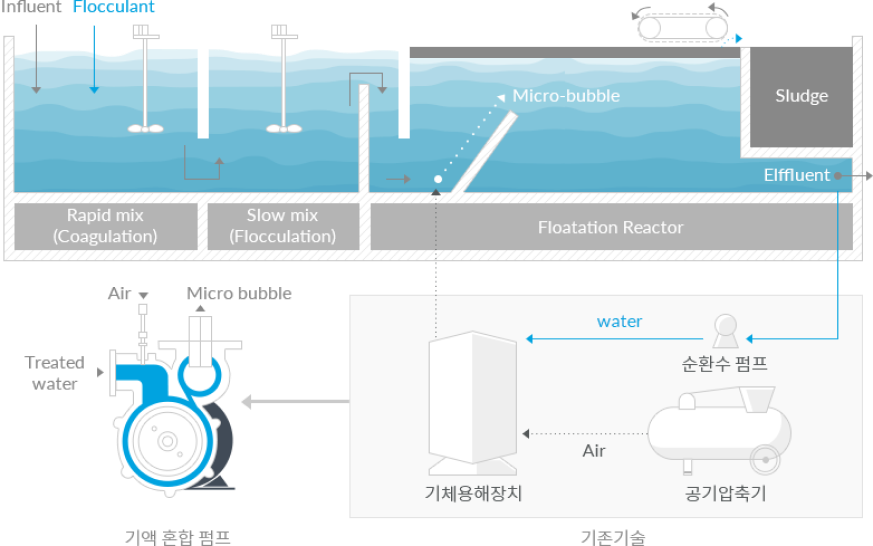 Influent
Flocculant
Micro-bubble
Sludge
Elffluent
Rapid mix
(Coagulation)
Slow mix
(Flocculation)
Floatation Reactor
Air
Micro bubble
Treated
water
water
순환수 펌프
Air
기체용해장치
공기압축기
기액 혼합 펌프
기존기술